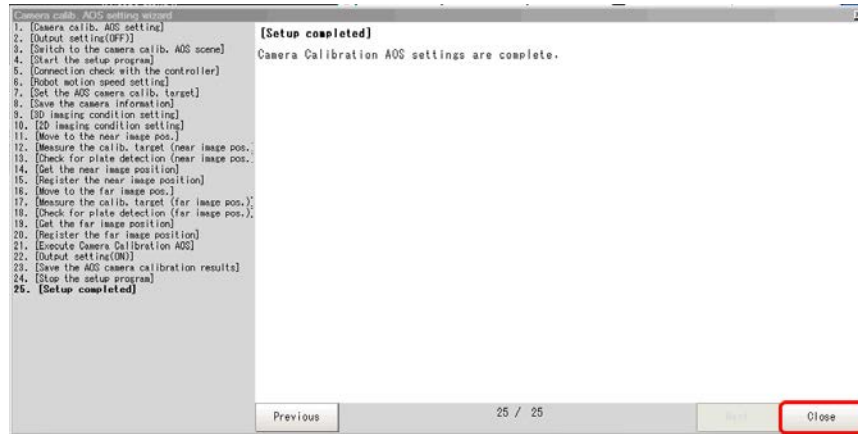 Camera calib. AOS setting wizard
1. [Camera calib. AOS setting]
2. [Output setting(OFF)]
3. [Switch to the camera calib. AOS scene]
4. [Start the setup program]
5. [Connection check with the controller]
6. [Robot motion speed setting]
7. [Set the AOS camera calib. target]
8. [Save the camera information]
9. [3D imaging condition setting]
10. [2D imaging condition setting]
11. [Move to the near image pos.]
12. [Measure the calib. target (near image pos.
13. [Check for plate detection (near image pos.
14. [Get the near image position]
15. [Register the near image position]
16. [Move to the far image pos.]
17. [Measure the calib. target (far image pos.)]
18. [Check for plate detection (far image pos.)]
19. [Get the far image position]
20. [Register the far image position]
21. [Execute Camera Calibration AOS]
22. [Output setting(ON)]
23. [Save the AOS camera calibration results]
24. [Stop the setup program]
25. [Setup completed]
[Setup completed]
Camera Calibration AOS settings are complete.
Previous
25 / 25
Next
Close